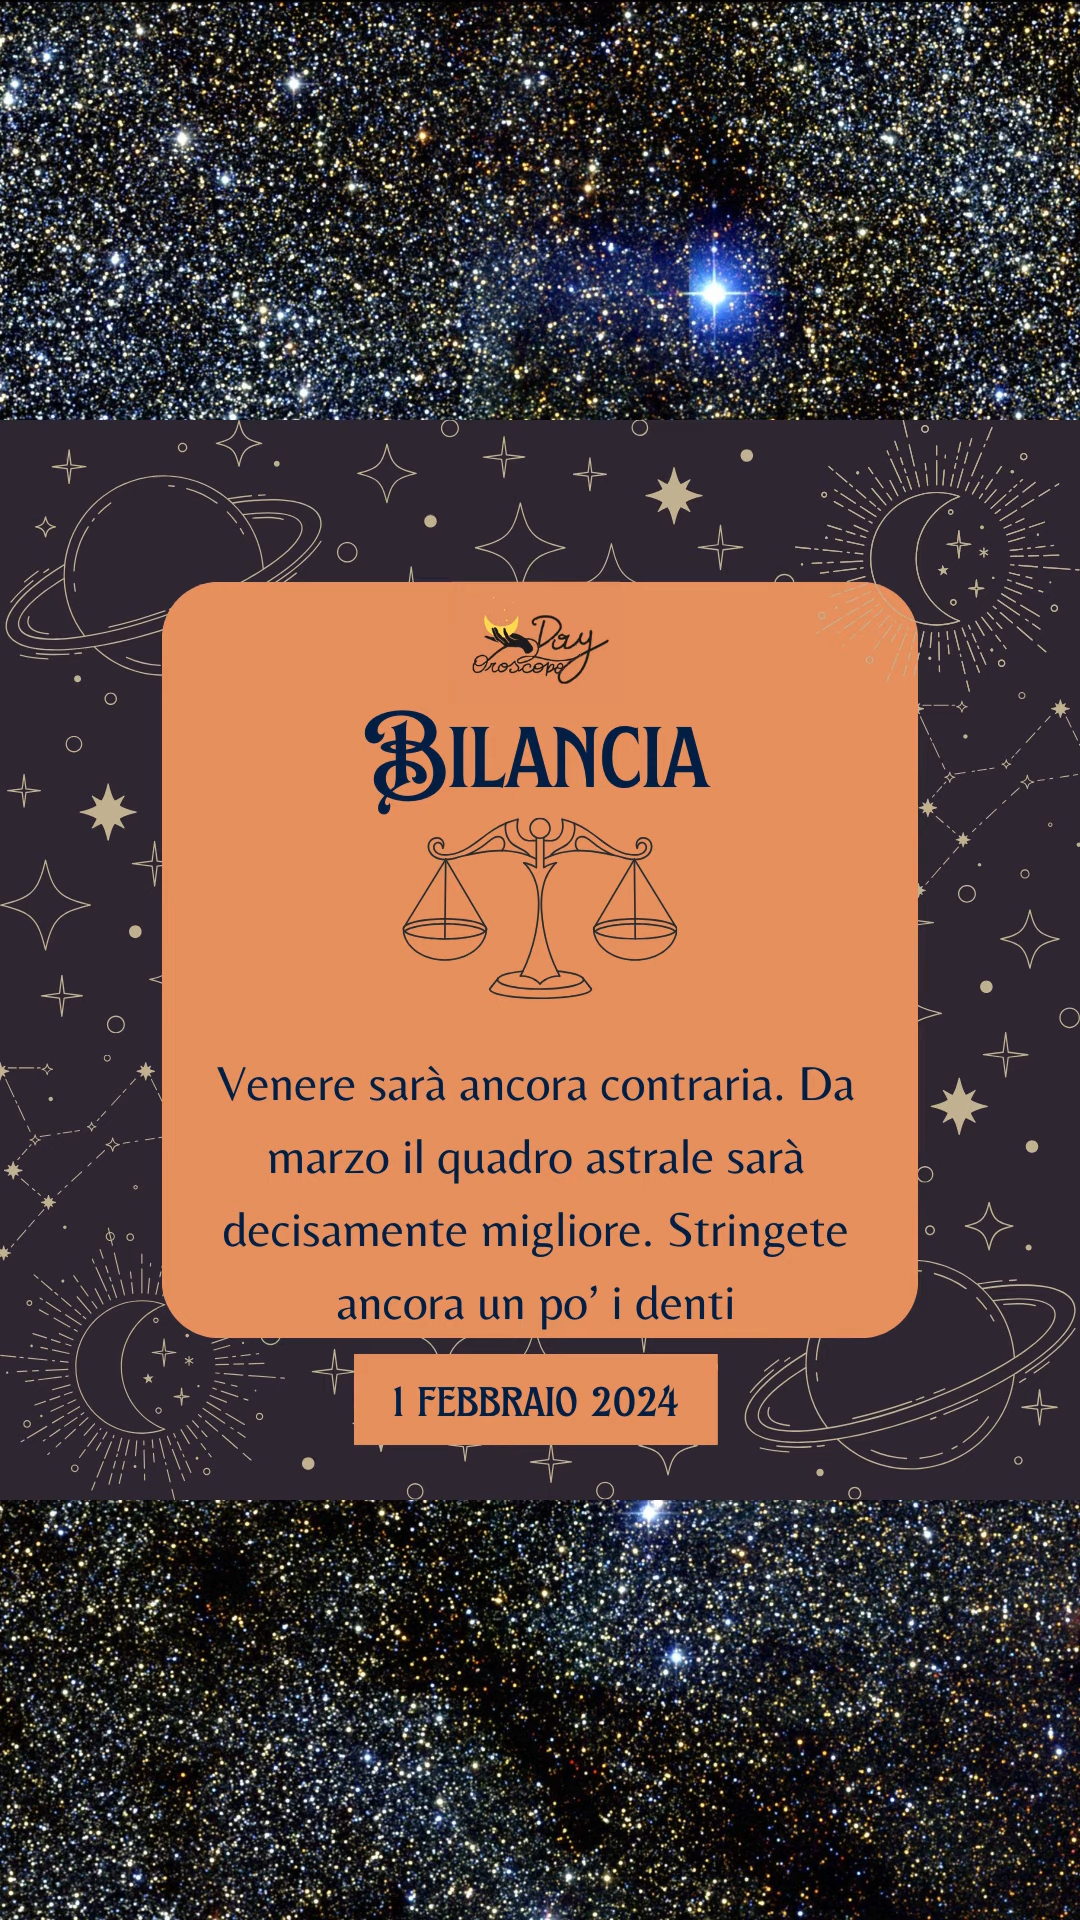 Day
Oroscopo
Bilancia
Venere sarà ancora contraria. Da
marzo il quadro astrale sarà
decisamente migliore. Stringete
ancora un po’ i denti
1 FEBBRAIO 2024